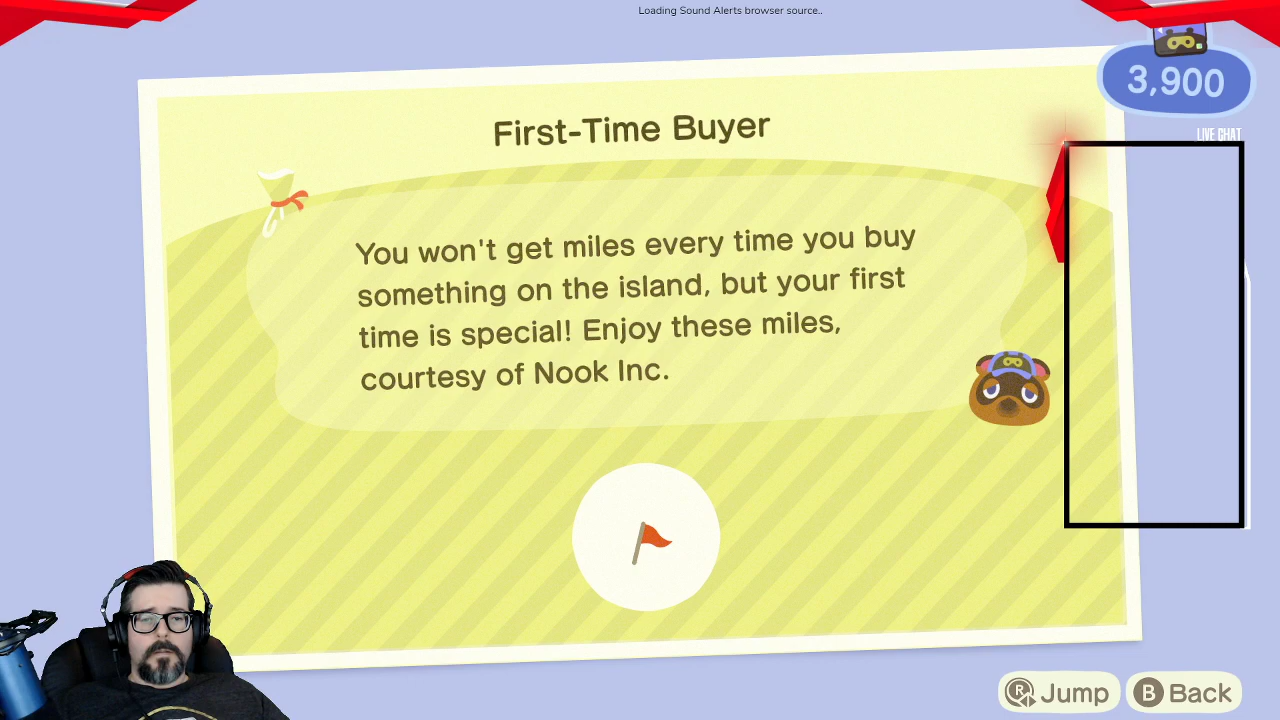 Loading Sound Alerts browser source..
3,900
LIVE CHAT
First-Time Buyer
You won't get miles every time you buy
something on the island, but your first
time is special! Enjoy these miles,
courtesy of Nook Inc.
R Jump
B Back